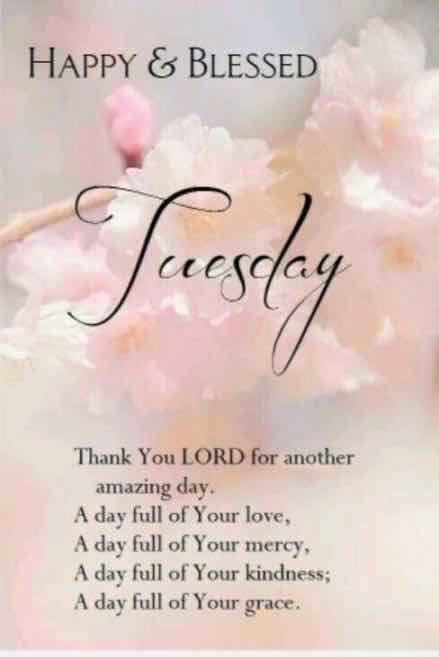 Happy & Blessed
Tuesday
Thank You LORD for another
amazing day.
A day full of Your love,
A day full of Your mercy,
A day full of Your kindness;
A day full of Your grace.